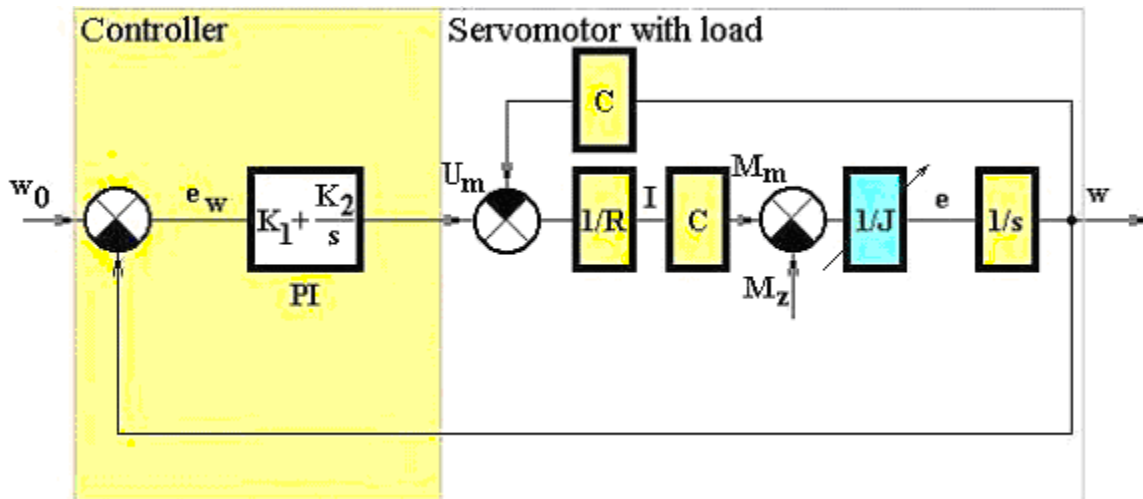 Controller
Servomotor with load
C
w0
ew
K1+ K2/s
PI
Um
1/R
I
C
Mm
Mz
1/J
e
1/s
w